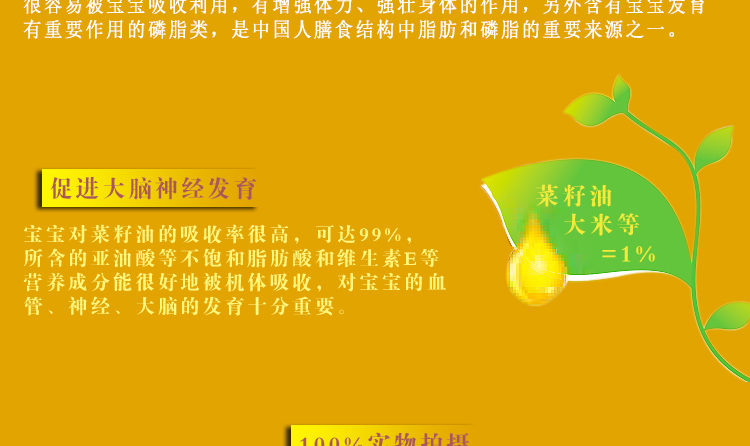 很容易被宝宝吸收利用，有增强体力、强壮身体的作用，另外含有宝宝发育
有重要作用的磷脂类，是中国人膳食结构中脂肪和磷脂的重要来源之一。
促进大脑神经发育
宝宝对菜籽油的吸收率很高，可达99%，
所含的亚油酸等不饱和脂肪酸和维生素E等
营养成分能很好地被机体吸收，对宝宝的血
管、神经、大脑的发育十分重要。
菜籽油
大米等
=1%
100%实物拍摄